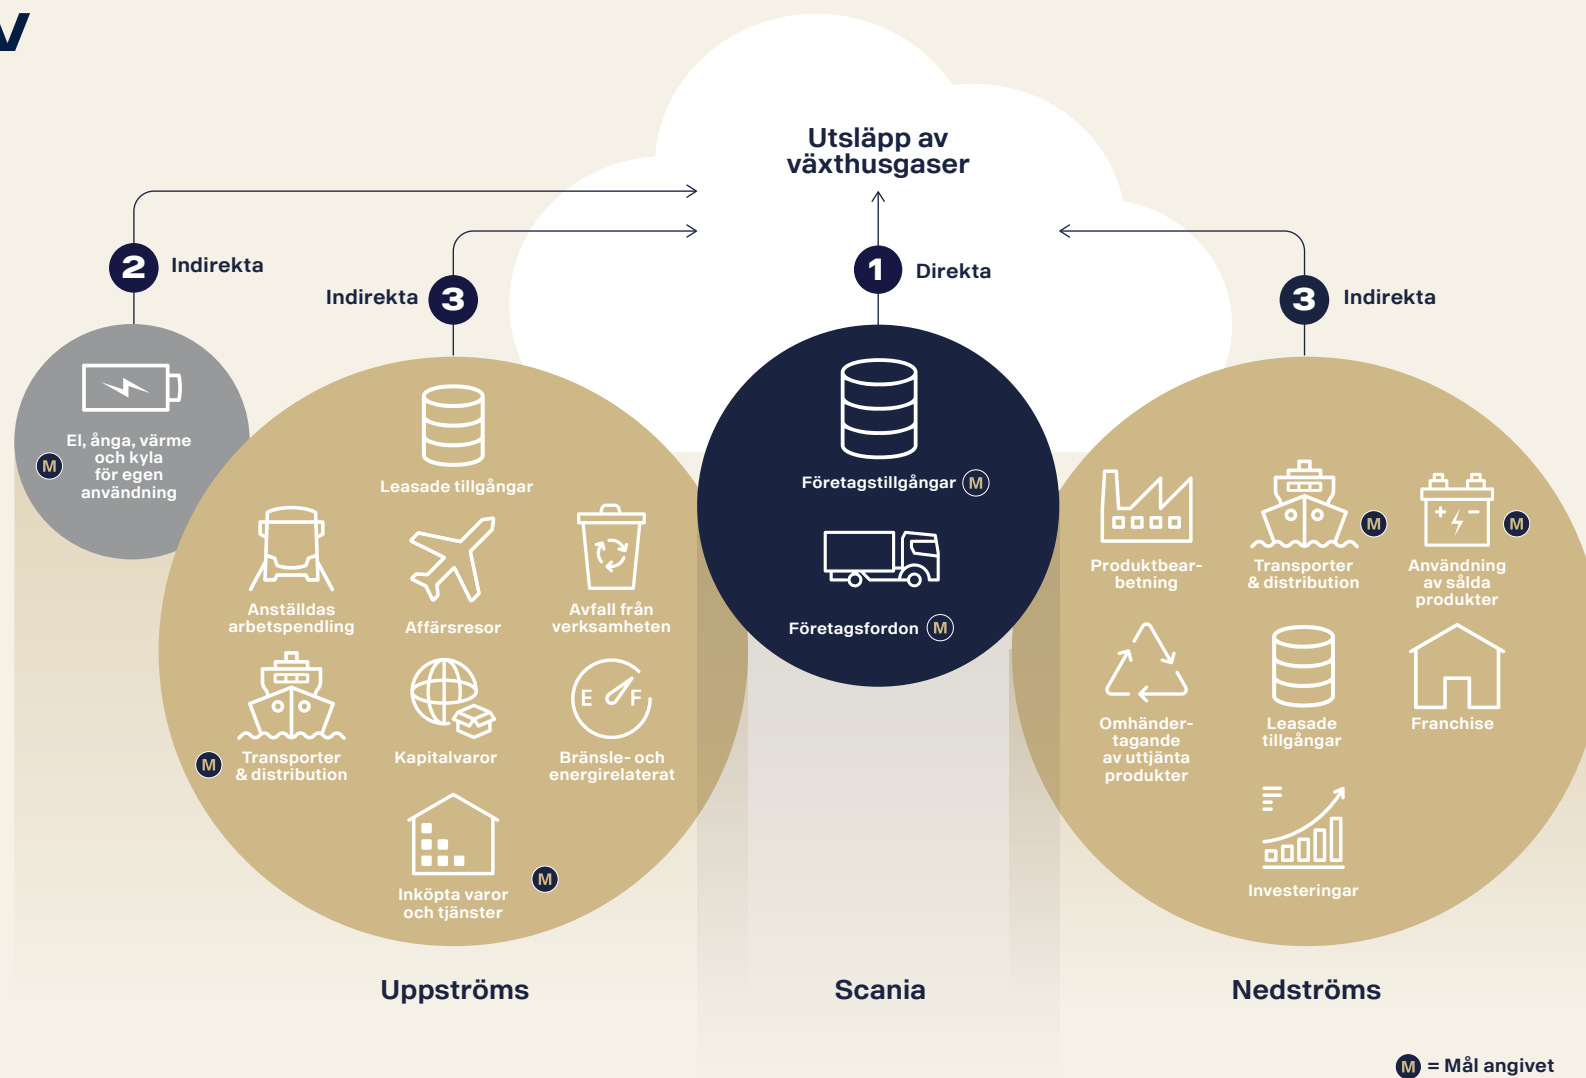 v
Utsläpp av
växthusgaser
2 Indirekta
Indirekta 3
1 Direkta
3 Indirekta
El, ånga, värme
och kyla
för egen
användning
M
Leasade tillgångar
Anställdas
arbetspendling
Affärsresor
Avfall från
verksamheten
M
Transporter
& distribution
Kapitalvaror
E F
Bränsle- och
energirelaterat
Inköpta varor
och tjänster
M
Företagstillgångar M
Företagsfordon M
Produktbear-
betning
Transporter
& distribution
M
Användning
av sålda
produkter
M
Omhänder-
tagande
av uttjänta
produkter
Leasade
tillgångar
Franchise
Investeringar
Uppströms
Scania
Nedströms
M = Mål angivet